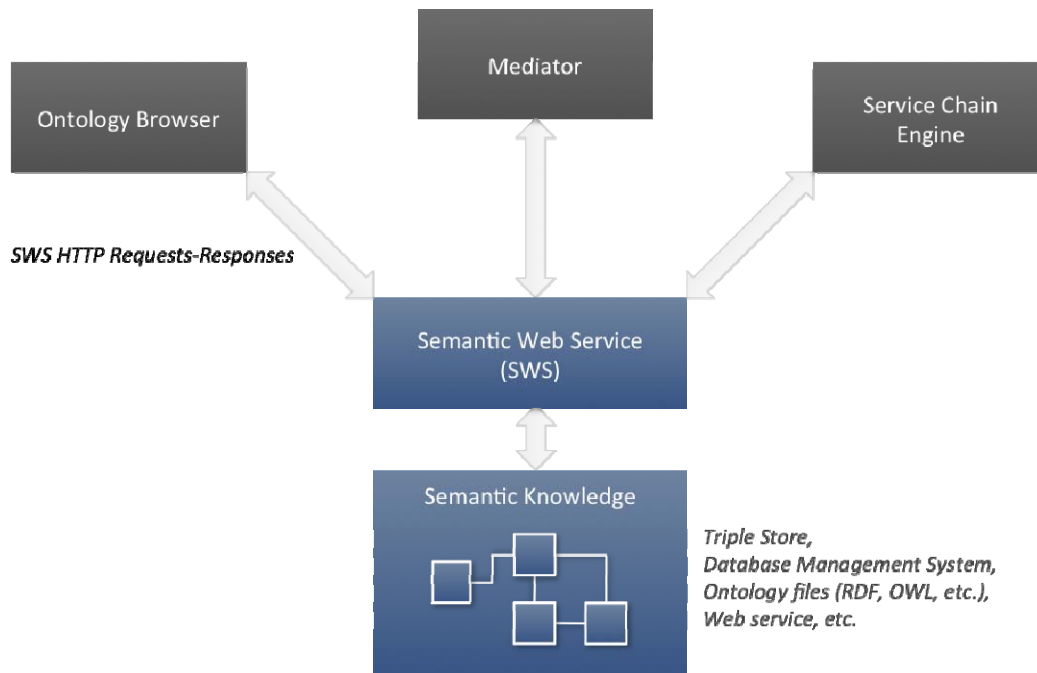 Mediator
Ontology Browser
Service Chain
Engine
SWS HTTP Requests-Responses
Semantic Web Service
(SWS)
Semantic Knowledge
Triple Store,
Database Management System,
Ontology files (RDF, OWL, etc.),
Web service, etc.